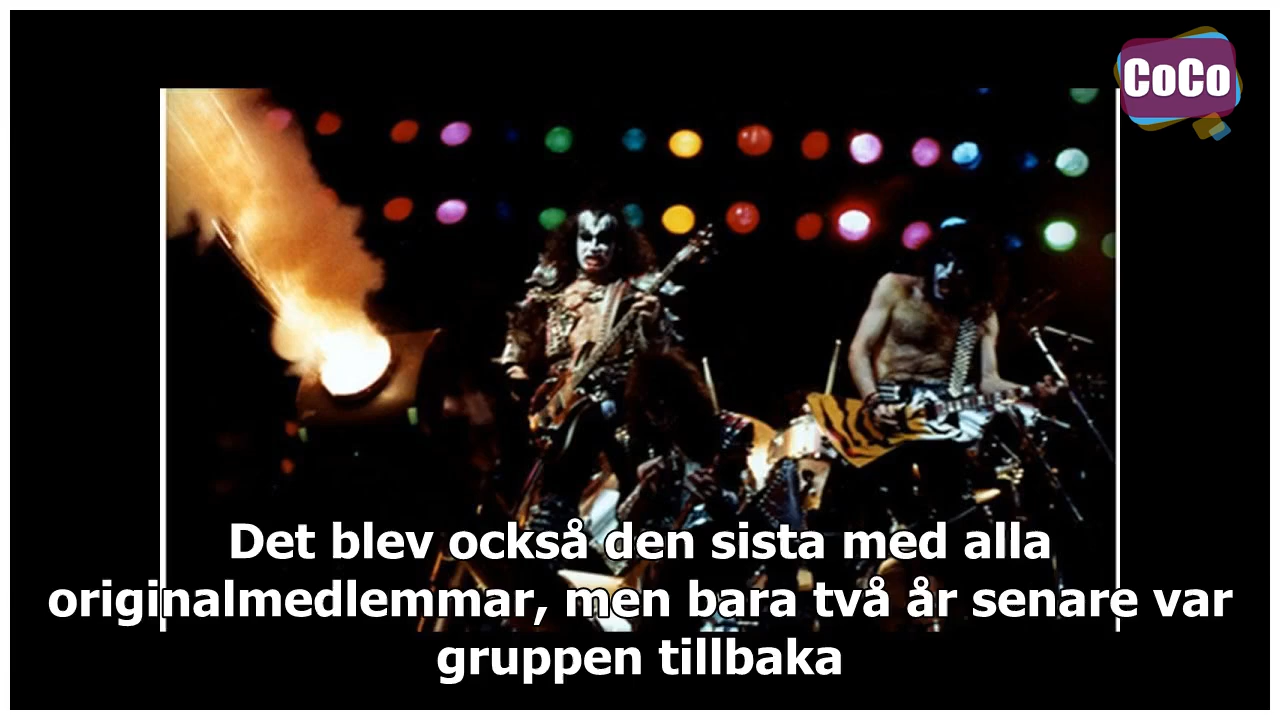 CoCo
Det blev också den sista med alla
originalmedlemmar, men bara två år senare var
gruppen tillbaka